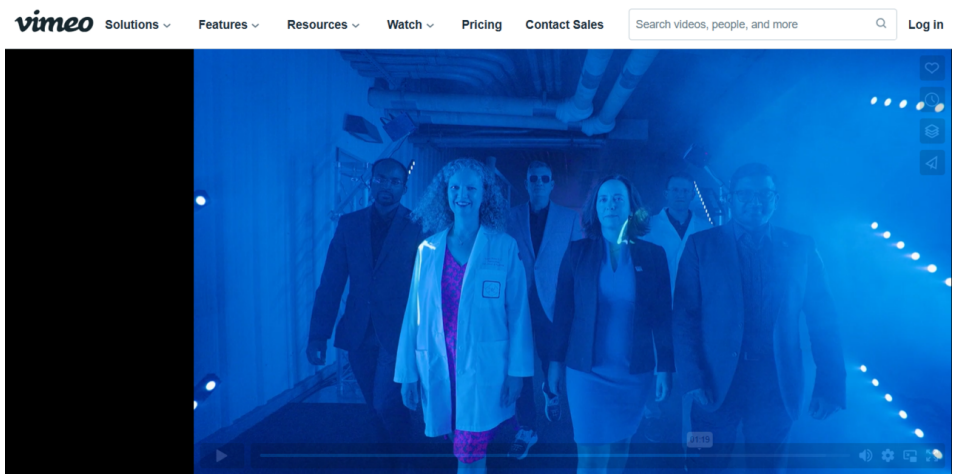 vimeo Solutions Features Resources Watch Pricing Contact Sales Search videos, people, and more Log in
01:15